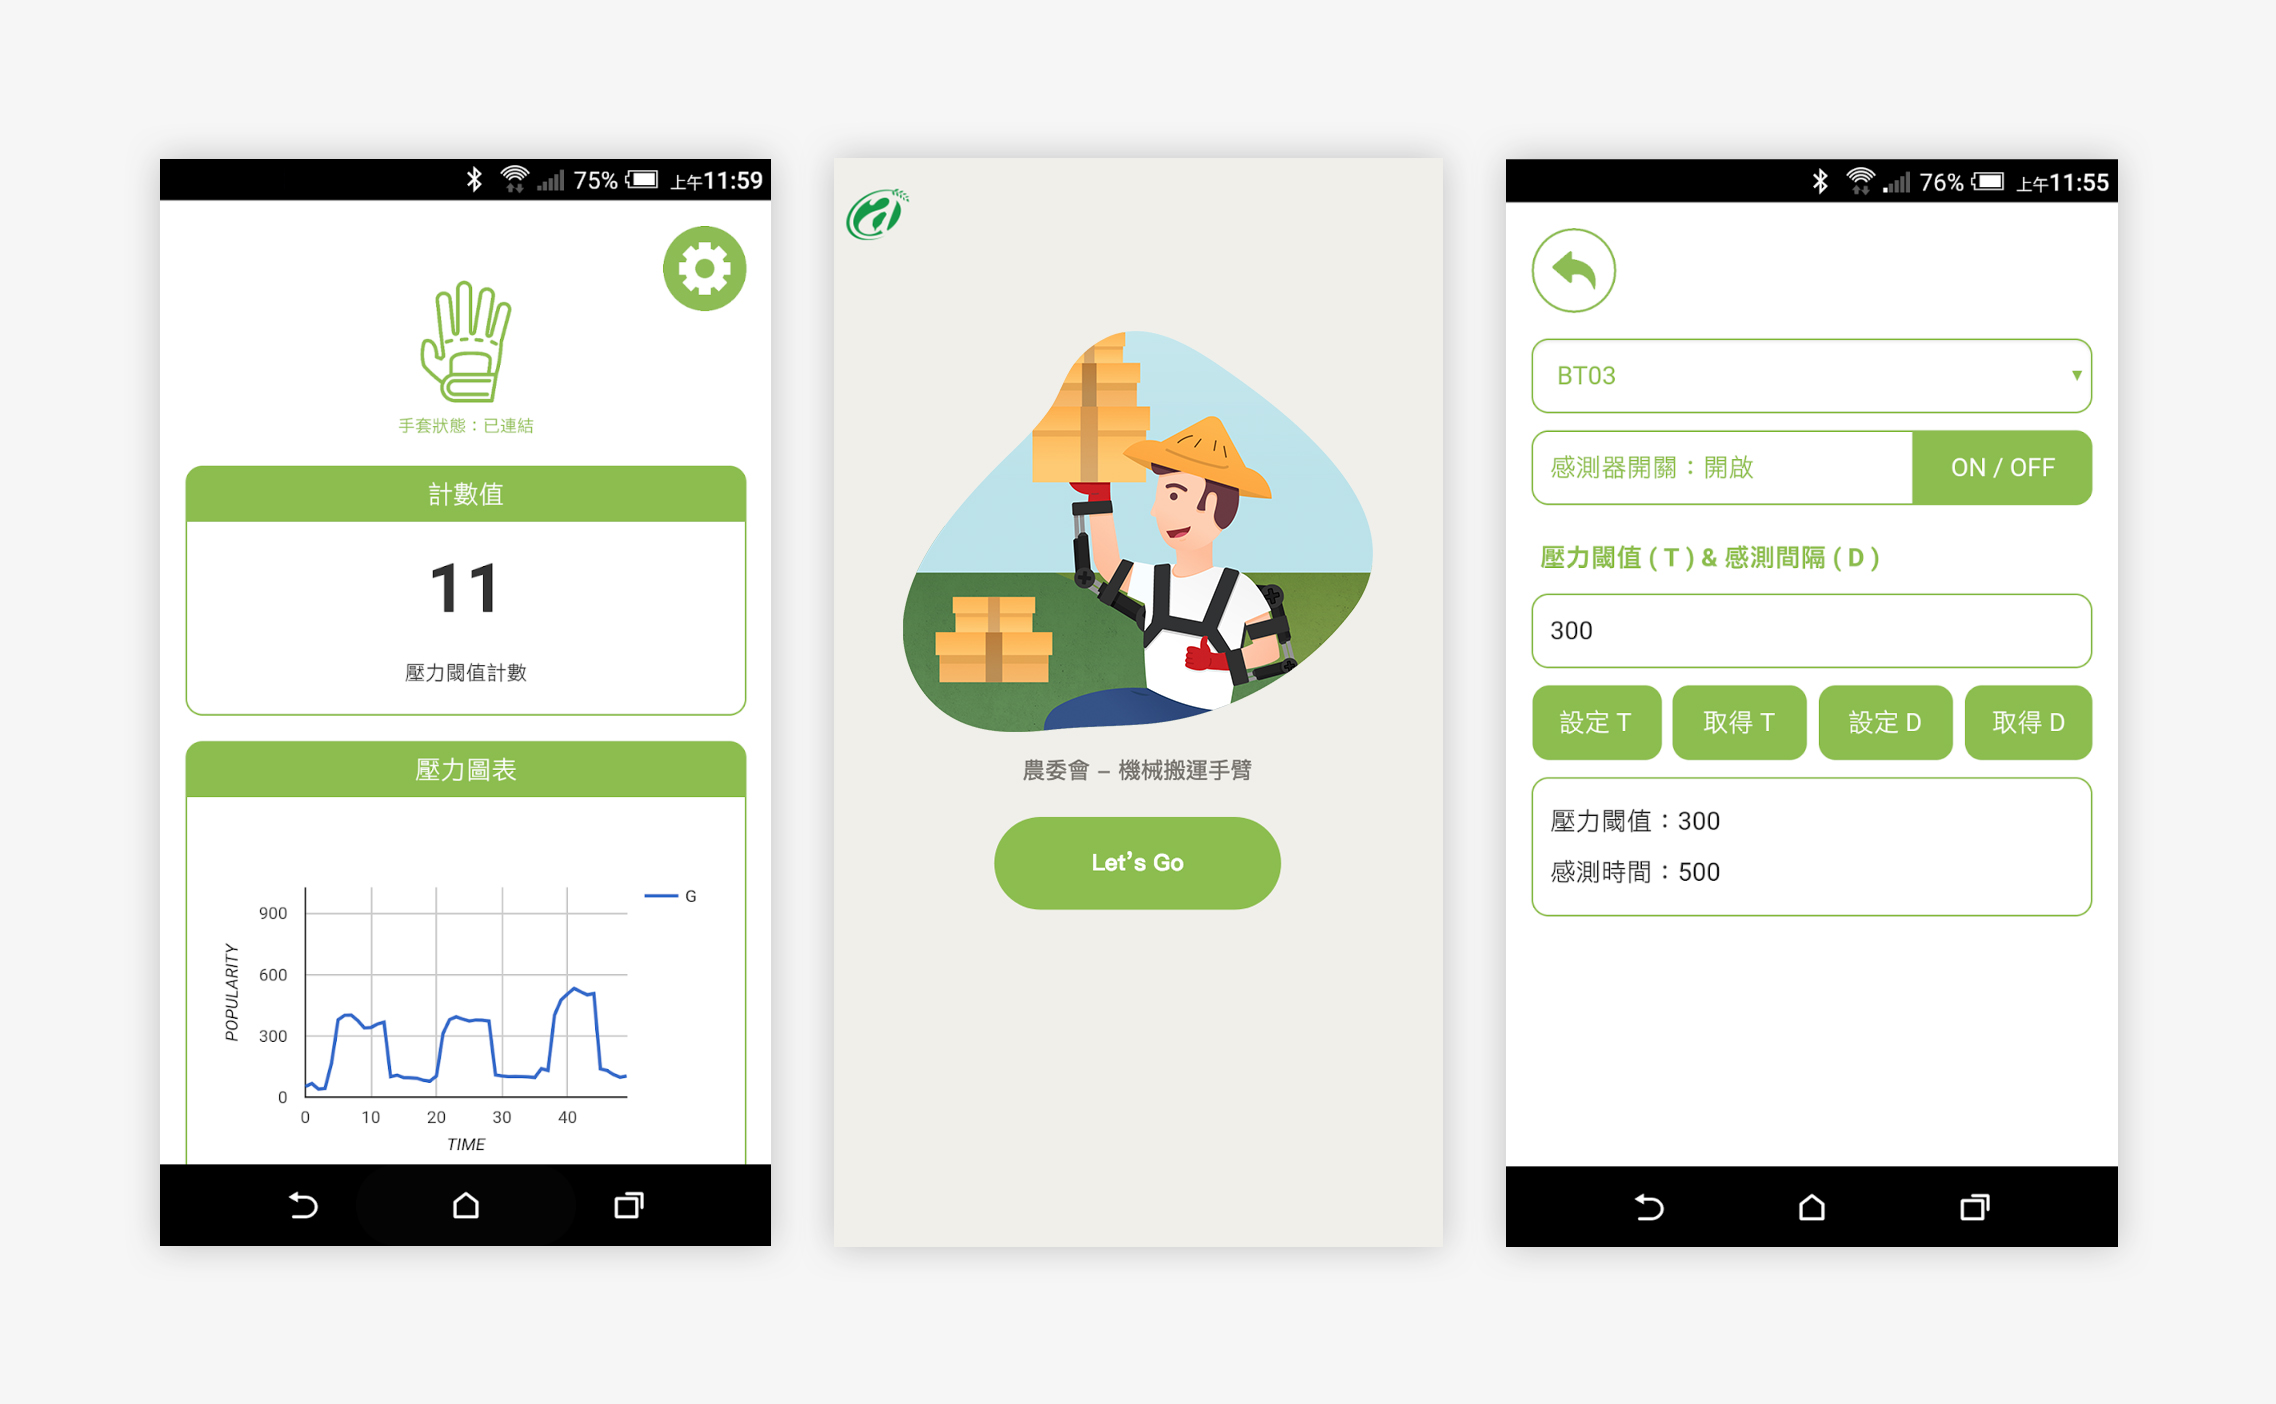 75% 上午11:59
手套狀態：已連結
計數值
11
壓力閾值計數
壓力圖表
G
900
600
300
0
POPULARITY
0 10 20 30 40
TIME
農委會 – 機械搬運手臂
Let's Go
76% 上午11:55
BT03
感測器開關：開啟
ON / OFF
壓力閾值 ( T ) & 感測間隔 ( D )
300
設定 T
取得 T
設定 D
取得 D
壓力閾值：300
感測時間：500